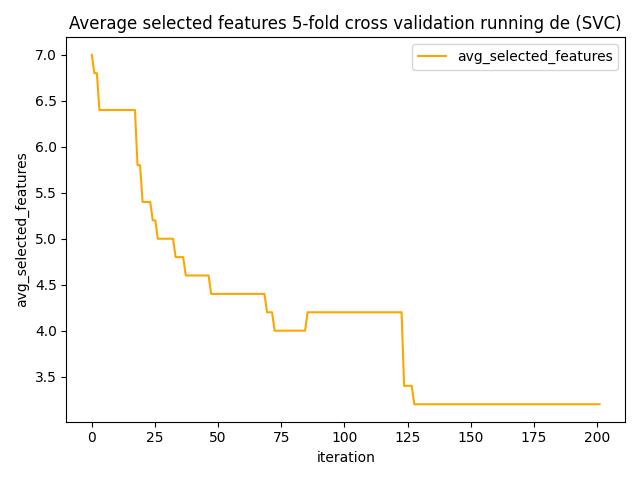 Average selected features 5-fold cross validation running de (SVC)
avg_selected_features
7.0
6.5
6.0
5.5
5.0
4.5
4.0
3.5
avg_selected_features
0 25 50 75 100 125 150 175 200
iteration